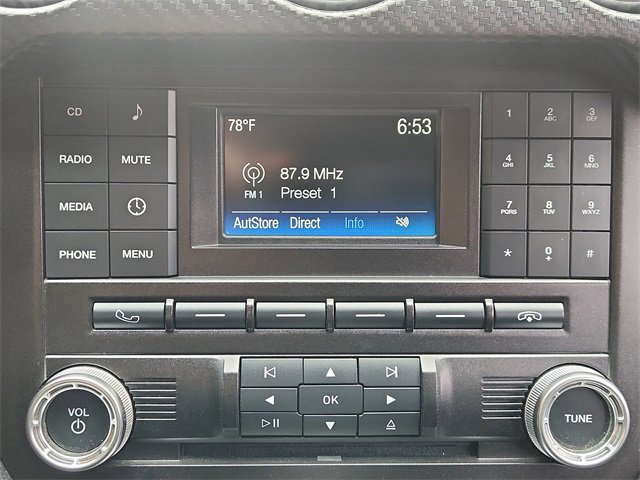 CD
RADIO
MUTE
MEDIA
PHONE
MENU
78°F
6:53
FM 1
87.9 MHz
Preset 1
AutStore Direct Info
1
2 ABC
3 DEF
4 GHI
5 JKL
6 MNO
7 PQRS
8 TUV
9 WXYZ
*
0 +
#
VOL
OK
TUNE